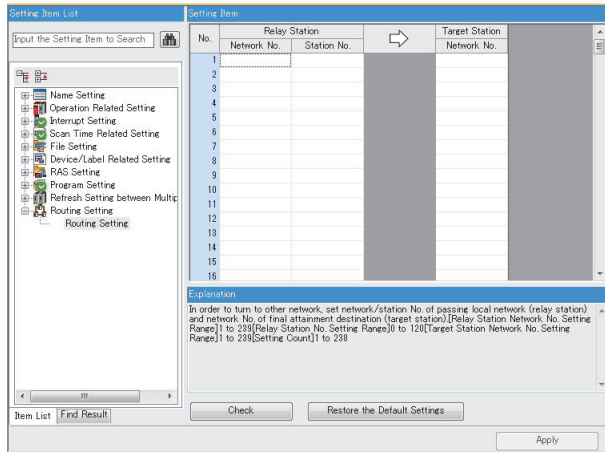 Setting Item List
Input the Setting Item to Search
Name Setting
Operation Related Setting
Interrupt Setting
Scan Time Related Setting
File Setting
Device/Label Related Setting
RAS Setting
Program Setting
Refresh Setting between Multip
Routing Setting
Routing Setting
Item List
Find Result
Setting Item
No.
Relay Station
Target Station
Network No.
Station No.
Network No.
1
2
3
4
5
6
7
8
9
10
11
12
13
14
15
16
Explanation
In order to turn to other network, set network/station No. of passing local network (relay station)
and network No. of final attainment destination (target station).[Relay Station Network No. Setting
Range]1 to 239[Relay Station No. Setting Range]0 to 120[Target Station Network No. Setting
Range]1 to 239[Setting Count]1 to 238
Check
Restore the Default Settings
Apply